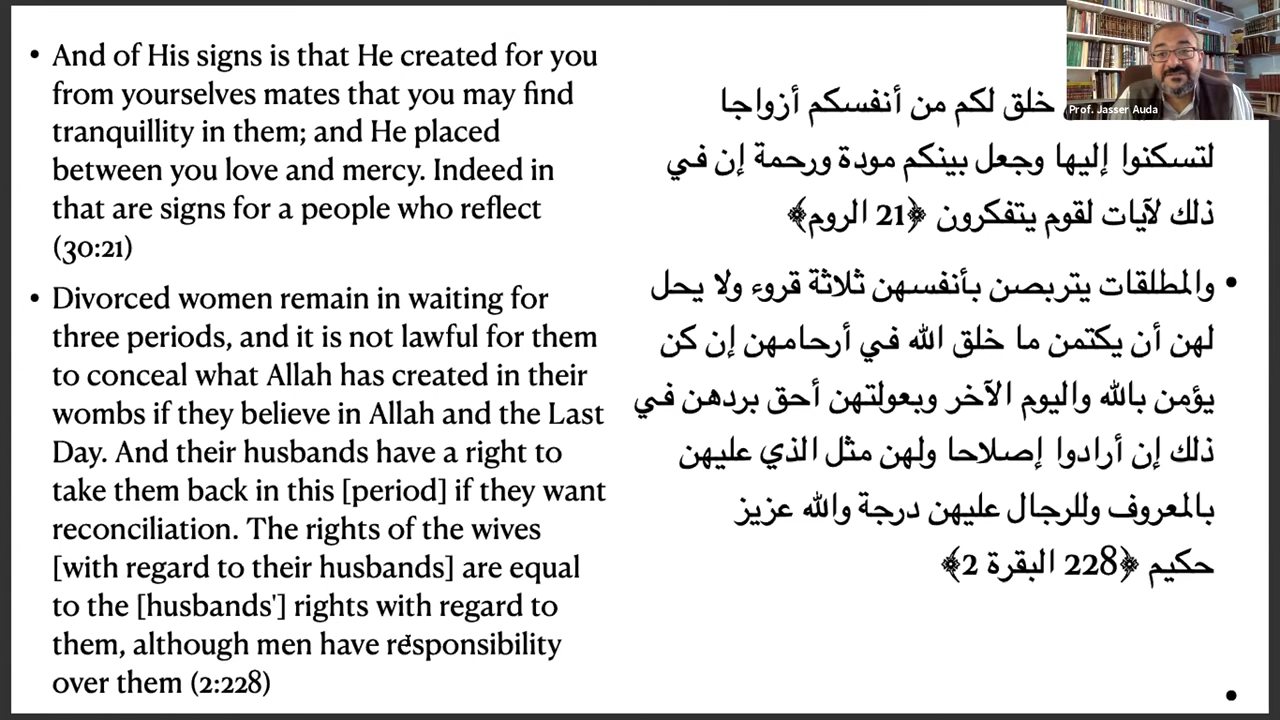 • And of His signs is that He created for you
from yourselves mates that you may find
tranquillity in them; and He placed
between you love and mercy. Indeed in
that are signs for a people who reflect
(30:21)
• Divorced women remain in waiting for
three periods, and it is not lawful for them
to conceal what Allah has created in their
wombs if they believe in Allah and the Last
Day. And their husbands have a right to
take them back in this [period] if they want
reconciliation. The rights of the wives
[with regard to their husbands] are equal
to the [husbands'] rights with regard to
them, although men have responsibility
over them (2:228)
Prof. Jasser Auda
خلق لكم من أنفسكم أزواجا
لتسكنوا إليها وجعل بينكم مودة ورحمة إن في
ذلك لآيات لقوم يتفكرون ﴿21 الروم﴾
• والمطلقات يتربصن بأنفسهن ثلاثة قروء ولا يحل
لهن أن يكتمن ما خلق الله في أرحامهن إن كن
يؤمن بالله واليوم الآخر وبعولتهن أحق بردهن في
ذلك إن أرادوا إصلاحا ولهن مثل الذي عليهن
بالمعروف وللرجال عليهن درجة والله عزيز
حكيم ﴿228 البقرة 2﴾
•